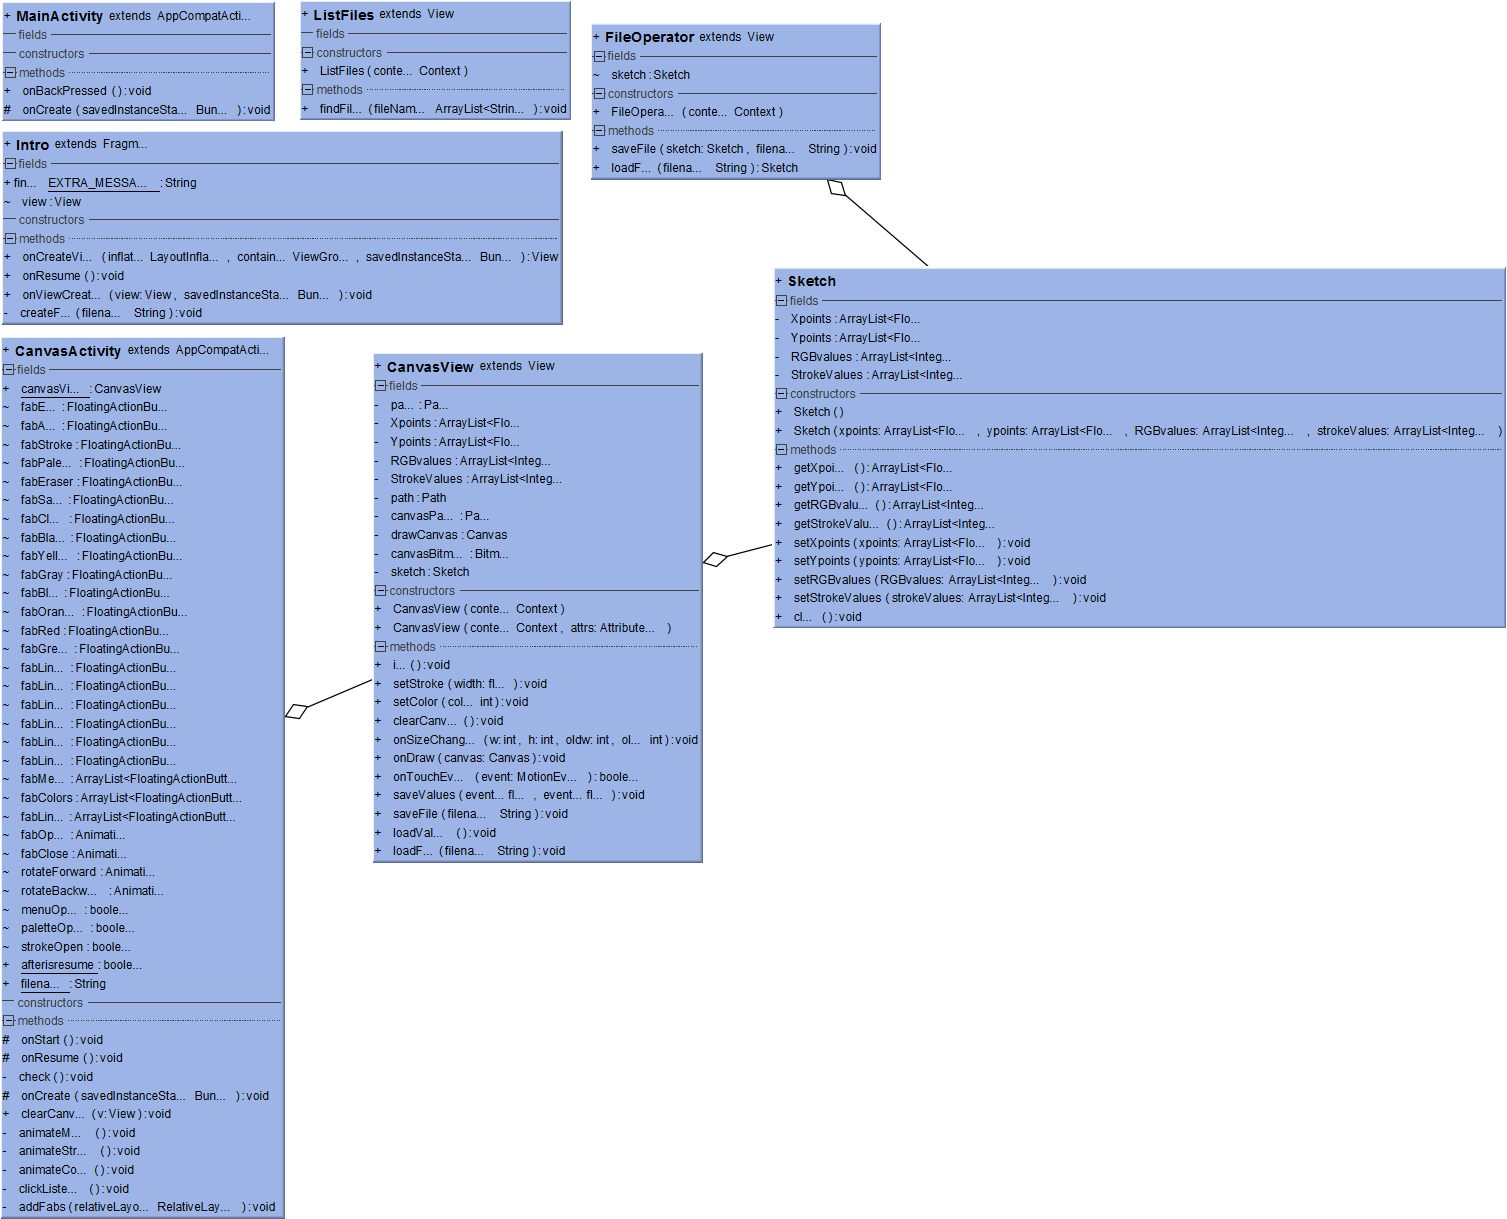 + MainActivity extends AppCompatActi...
fields
constructors
methods
+ onBackPressed () : void
# onCreate (savedInstanceSta... Bun... ) : void
+ ListFiles extends View
fields
constructors
+ ListFiles (conte... Context )
methods
+ findFil... (fileNam... ArrayList<Strin... ) : void
+ FileOperator extends View
fields
~ sketch : Sketch
constructors
+ FileOpera... (conte... Context )
methods
+ saveFile (sketch: Sketch , filena... String ) : void
+ loadF... (filena... String ) : Sketch
+ Intro extends Fragm...
fields
+ fin... EXTRA_MESSA... : String
~ view : View
constructors
methods
+ onCreateVi... (inflat... LayoutInfla... , contain... ViewGro... , savedInstanceSta... Bun... ) : View
+ onResume () : void
+ onViewCreat... (view: View , savedInstanceSta... Bun... ) : void
- createF... (filena... String ) : void
+ Sketch
fields
- Xpoints : ArrayList<Flo...
- Ypoints : ArrayList<Flo...
- RGBvalues : ArrayList<Integ...
- StrokeValues : ArrayList<Integ...
constructors
+ Sketch ()
+ Sketch (xpoints: ArrayList<Flo... , ypoints: ArrayList<Flo... , RGBvalues: ArrayList<Integ... , strokeValues: ArrayList<Integ... )
methods
+ getXpoi... () : ArrayList<Flo...
+ getYpoi... () : ArrayList<Flo...
+ getRGBvalu... () : ArrayList<Integ...
+ getStrokeValu... () : ArrayList<Integ...
+ setXpoints (xpoints: ArrayList<Flo... ) : void
+ setYpoints (ypoints: ArrayList<Flo... ) : void
+ setRGBvalues (RGBvalues: ArrayList<Integ... ) : void
+ setStrokeValues (strokeValues: ArrayList<Integ... ) : void
+ cl... () : void
+ CanvasActivity extends AppCompatActi...
fields
+ canvasVi... : CanvasView
~ fabE... : FloatingActionBu...
~ fabA... : FloatingActionBu...
~ fabStroke : FloatingActionBu...
~ fabPale... : FloatingActionBu...
~ fabEraser : FloatingActionBu...
~ fabSa... : FloatingActionBu...
~ fabCl... : FloatingActionBu...
~ fabBla... : FloatingActionBu...
~ fabYell... : FloatingActionBu...
~ fabGray : FloatingActionBu...
~ fabBl... : FloatingActionBu...
~ fabOran... : FloatingActionBu...
~ fabRed : FloatingActionBu...
~ fabGre... : FloatingActionBu...
~ fabLin... : FloatingActionBu...
~ fabLin... : FloatingActionBu...
~ fabLin... : FloatingActionBu...
~ fabLin... : FloatingActionBu...
~ fabLin... : FloatingActionBu...
~ fabLin... : FloatingActionBu...
~ fabMe... : ArrayList<FloatingActionButt...
~ fabColors : ArrayList<FloatingActionButt...
~ fabLin... : ArrayList<FloatingActionButt...
~ fabOp... : Animati...
~ fabClose : Animati...
~ rotateForward : Animati...
~ rotateBackw... : Animati...
~ menuOp... : boole...
~ paletteOp... : boole...
~ strokeOpen : boole...
+ afterisresume : boole...
+ filena... : String
constructors
methods
# onStart () : void
# onResume () : void
- check () : void
# onCreate (savedInstanceSta... Bun... ) : void
+ clearCanv... (v: View ) : void
- animateM... () : void
- animateStr... () : void
- animateCo... () : void
- clickListe... () : void
- addFabs (relativeLayo... RelativeLay... ) : void
+ CanvasView extends View
fields
- pa... : Pa...
- Xpoints : ArrayList<Flo...
- Ypoints : ArrayList<Flo...
- RGBvalues : ArrayList<Integ...
- StrokeValues : ArrayList<Integ...
- path : Path
- canvasPa... : Pa...
- drawCanvas : Canvas
- canvasBitm... : Bitm...
- sketch : Sketch
constructors
+ CanvasView (conte... Context )
+ CanvasView (conte... Context , attrs: Attribute... )
methods
+ i... () : void
+ setStroke (width: fl... ) : void
+ setColor (col... int ) : void
+ clearCanv... () : void
+ onSizeChang... (w: int , h: int , oldw: int , ol... int ) : void
+ onDraw (canvas: Canvas ) : void
+ onTouchEv... (event: MotionEv... ) : boole...
+ saveValues (event... fl... , event... fl... ) : void
+ saveFile (filena... String ) : void
+ loadVal... () : void
+ loadF... (filena... String ) : void